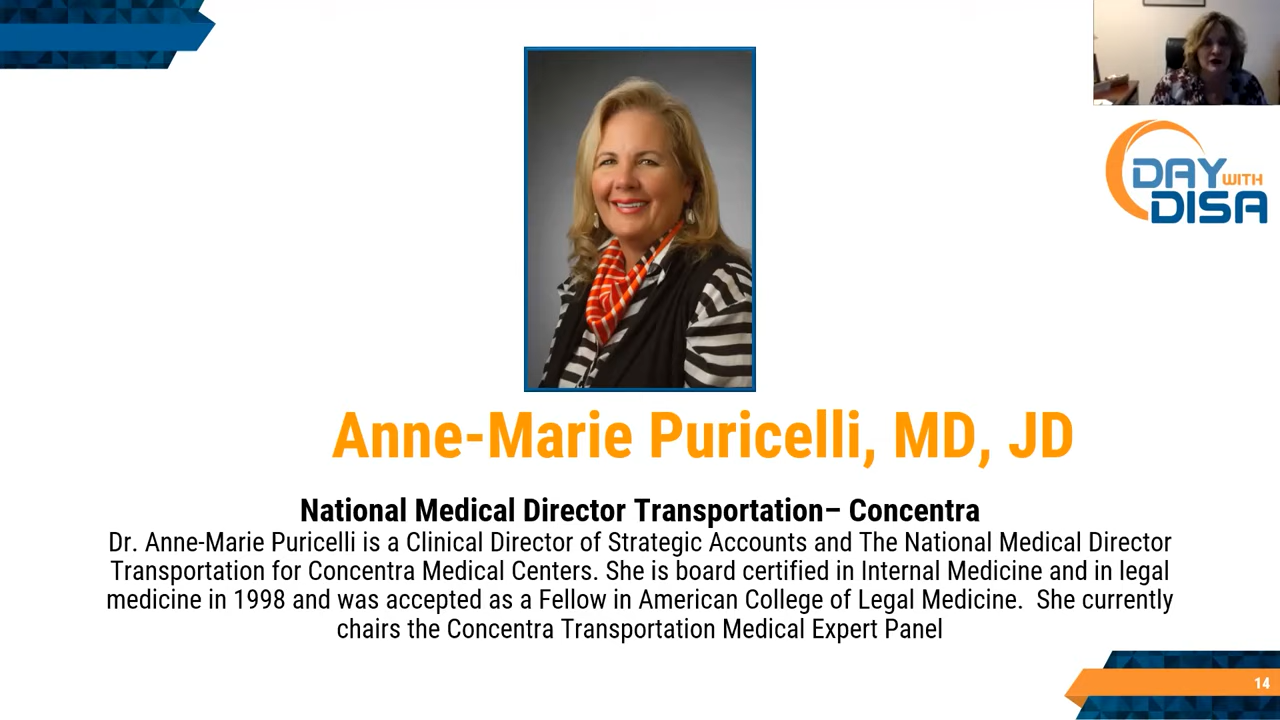 DAY WITH
DISA
Anne-Marie Puricelli, MD, JD
National Medical Director Transportation– Concentra
Dr. Anne-Marie Puricelli is a Clinical Director of Strategic Accounts and The National Medical Director
Transportation for Concentra Medical Centers. She is board certified in Internal Medicine and in legal
medicine in 1998 and was accepted as a Fellow in American College of Legal Medicine.  She currently
chairs the Concentra Transportation Medical Expert Panel
14